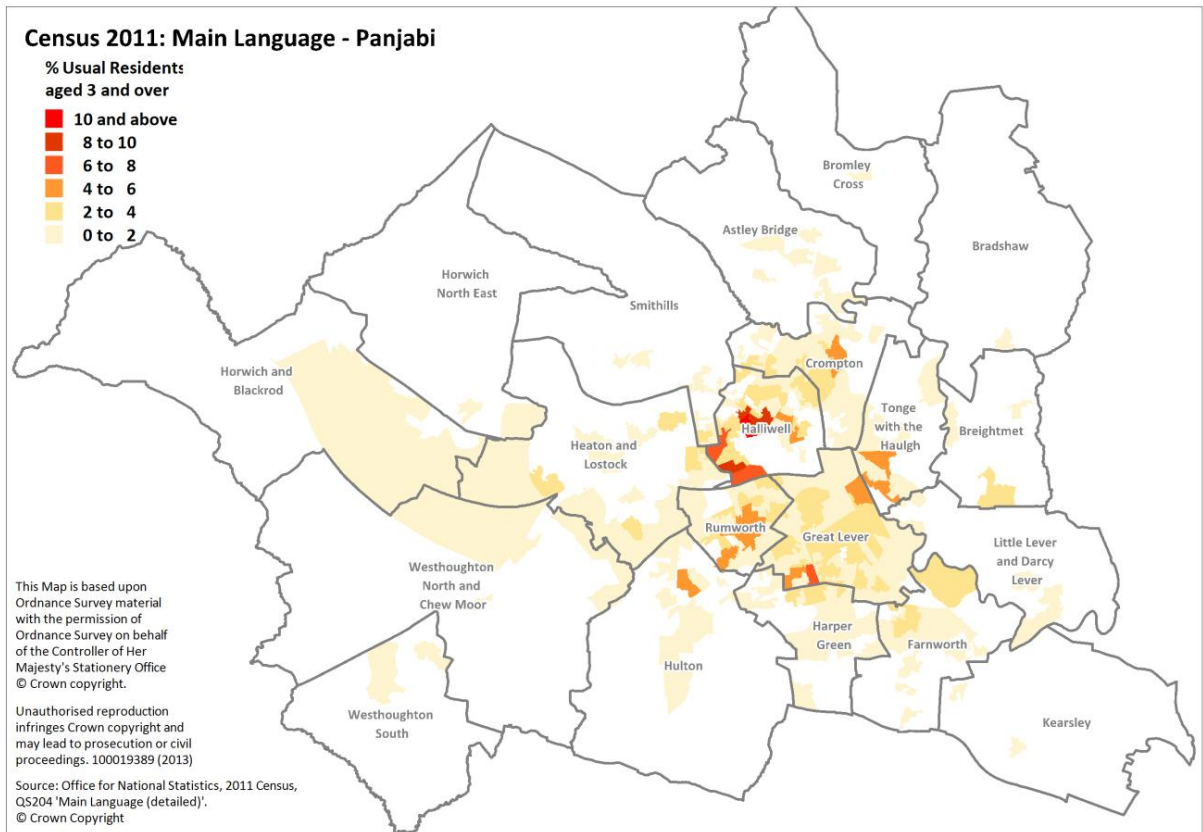 Census 2011: Main Language - Panjabi
% Usual Residents
aged 3 and over
10 and above
8 to 10
6 to 8
4 to 6
2 to 4
0 to 2
Bromley
Cross
Astley Bridge
Bradshaw
Horwich
North East
Smithills
Horwich and
Blackrod
Crompton
Tonge
with the
Haulgh
Breightmet
Halliwell
Heaton and
Lostock
Rumworth
Great Lever
Little Lever
and Darcy
Lever
Westhoughton
North and
Chew Moor
Harper
Green
Farnworth
Hulton
Westhoughton
South
Kearsley
This Map is based upon
Ordnance Survey material
with the permission of
Ordnance Survey on behalf
of the Controller of Her
Majesty's Stationery Office
© Crown copyright.
Unauthorised reproduction
infringes Crown copyright and
may lead to prosecution or civil
proceedings. 100019389 (2013)
Source: Office for National Statistics, 2011 Census,
QS204 'Main Language (detailed)'.
© Crown Copyright